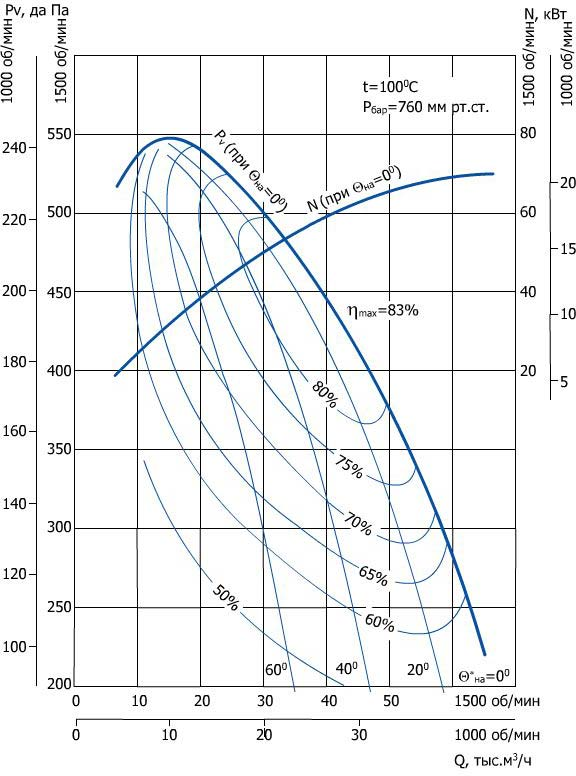 Pv, да Па
N, кВт
1000 об/мин
1500 об/мин
1500 об/мин
1000 об/мин
t=100⁰C
Pбар=760 мм рт.ст.
240
550
80
Pv (при Θна=0⁰)
N (при Θна=0⁰)
20
220
500
60
15
200
450
40
ηmax=83%
10
180
400
20
5
80%
160
350
75%
140
70%
300
120
65%
50%
250
60%
100
60⁰
40⁰
20⁰
Θ*на=0⁰
200
0
10
20
30
40
50
1500 об/мин
0
10
20
30
1000 об/мин
Q, тыс.м³/ч